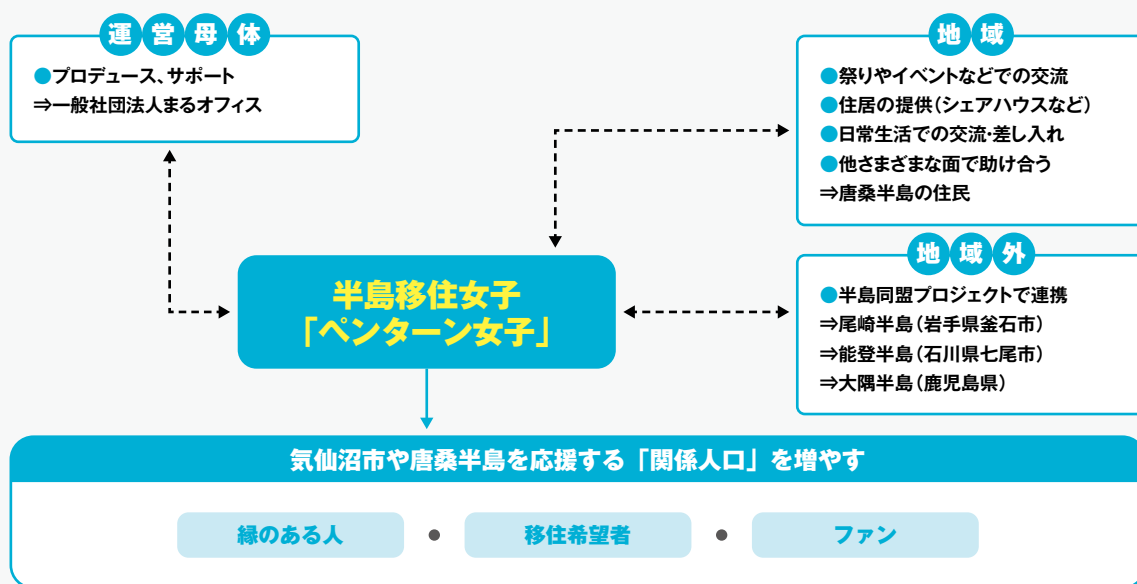 運営母体
●プロデュース、サポート
⇒一般社団法人まるオフィス
地域
●祭りやイベントなどでの交流
●住居の提供（シェアハウスなど）
●日常生活での交流・差し入れ
●他さまざまな面で助け合う
⇒唐桑半島の住民
地域外
●半島同盟プロジェクトで連携
⇒尾崎半島（岩手県釜石市）
⇒能登半島（石川県七尾市）
⇒大隅半島（鹿児島県）
半島移住女子
「ペンターン女子」
気仙沼市や唐桑半島を応援する「関係人口」を増やす
縁のある人 ● 移住希望者 ● ファン